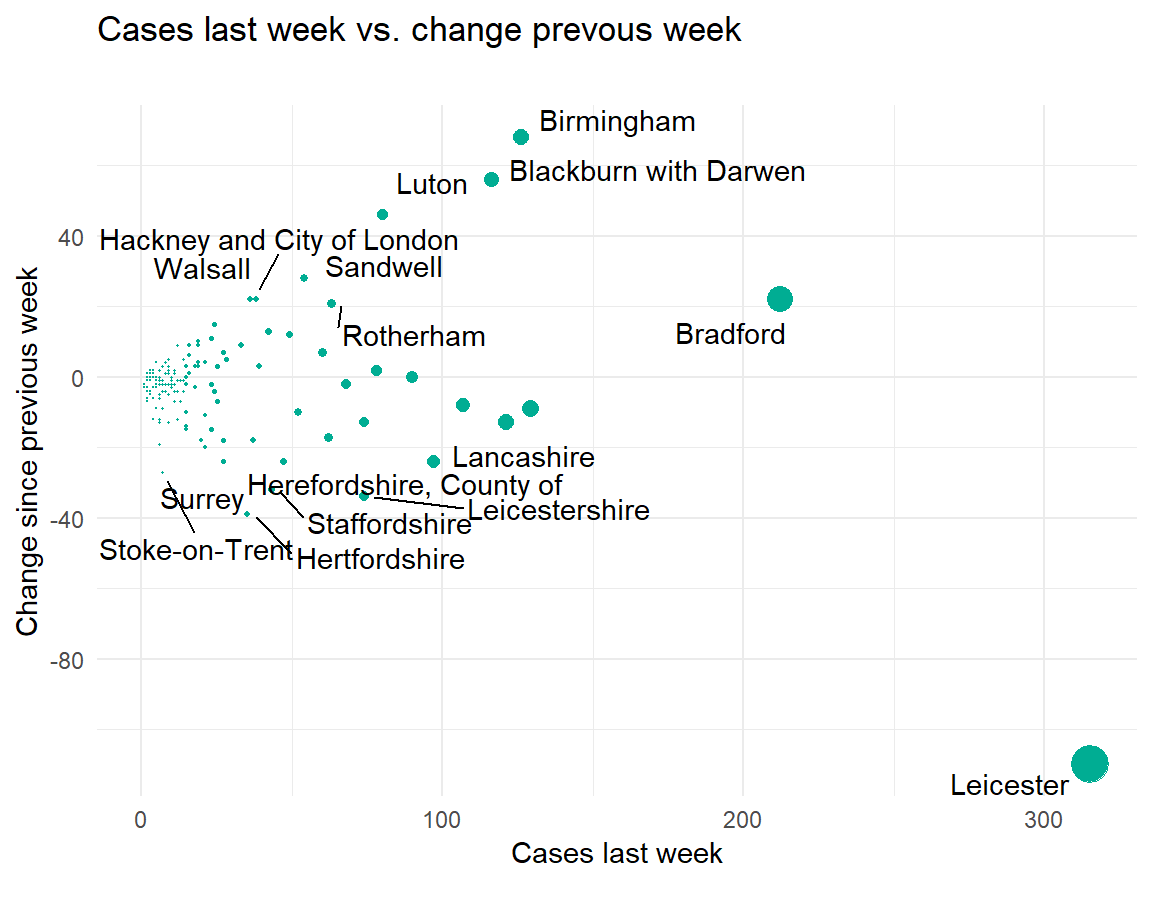 Cases last week vs. change prevous week
Birmingham
Blackburn with Darwen
Luton
Hackney and City of London
40
Walsall
Sandwell
Rotherham
Bradford
0
Change since previous week
Lancashire
Herefordshire, County of
Surrey
Leicestershire
-40
Staffordshire
Stoke-on-Trent
Hertfordshire
-80
Leicester
0
100
200
300
Cases last week